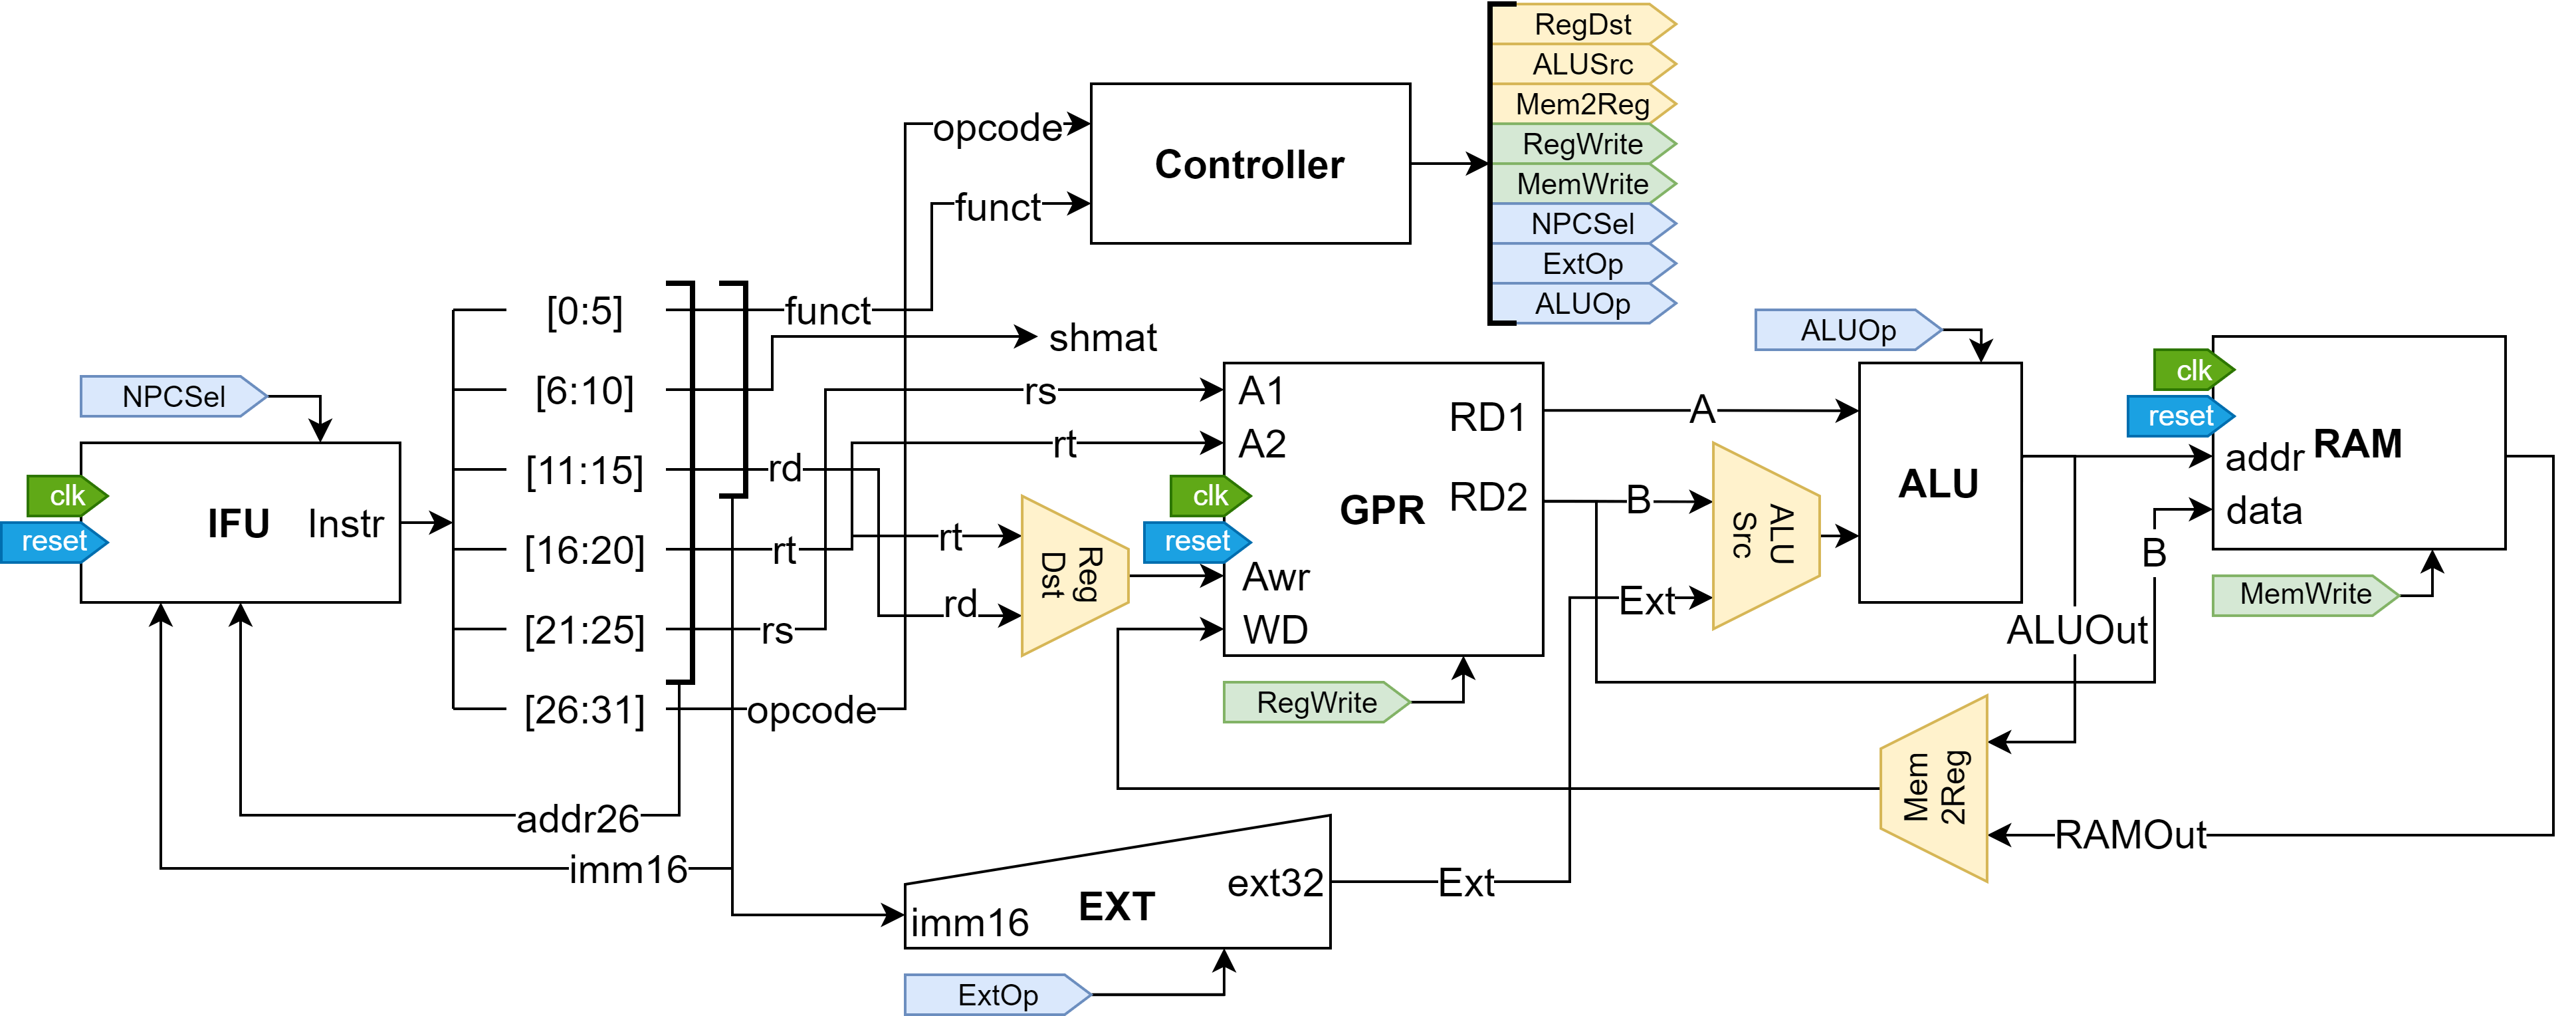 RegDst
ALUSrc
Mem2Reg
RegWrite
MemWrite
NPCSel
ExtOp
ALUOp
opcode
funct
Controller
[0:5]
funct
shmat
[6:10]
rs
[11:15]
rd
rt
[16:20]
rt
rt
[21:25]
rs
rd
[26:31]
opcode
NPCSel
clk
reset
IFU
Instr
addr26
imm16
Reg
Dst
A1
A2
clk
reset
Awr
WD
GPR
RD1
RD2
RegWrite
A
B
Ext
ALU
Src
ALUOp
ALU
ALUOut
clk
reset
addr
RAM
data
B
MemWrite
Mem
2Reg
RAMOut
imm16
EXT
ext32
Ext
ExtOp